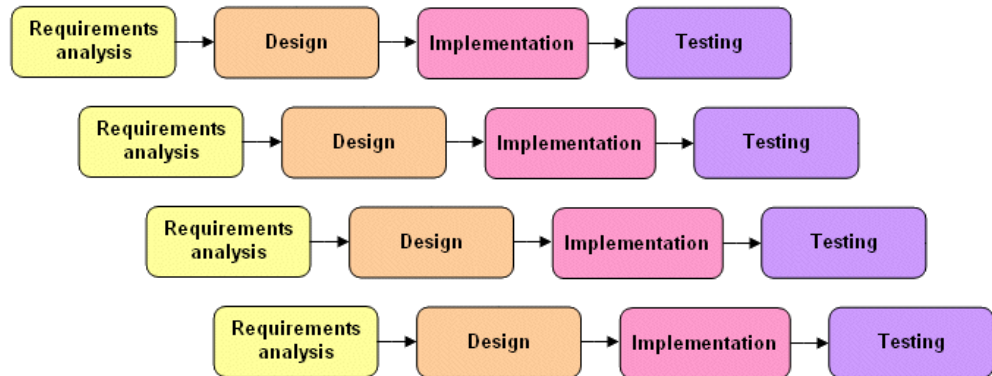 Requirements
analysis
Design
Implementation
Testing
Requirements
analysis
Design
Implementation
Testing
Requirements
analysis
Design
Implementation
Testing
Requirements
analysis
Design
Implementation
Testing